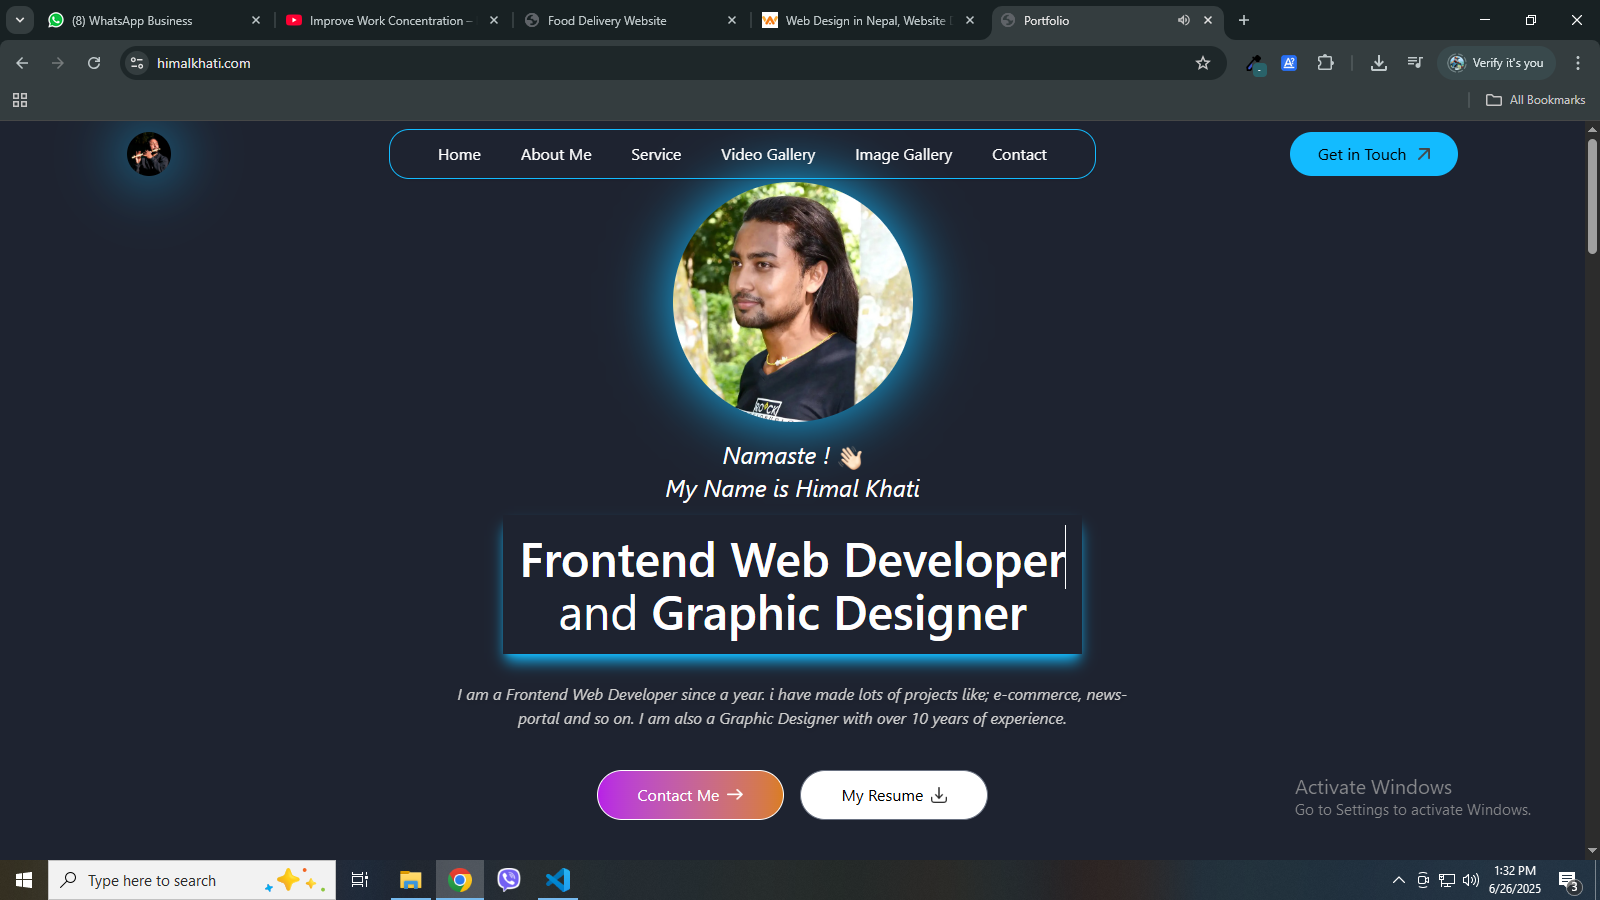 (8) WhatsApp Business
Improve Work Concentration –
Food Delivery Website
Web Design in Nepal, Website
Portfolio
himalkhati.com
Verify it's you
All Bookmarks
Home
About Me
Service
Video Gallery
Image Gallery
Contact
Get in Touch
Namaste ! 👋🏻
My Name is Himal Khati
Frontend Web Developer
and Graphic Designer
I am a Frontend Web Developer since a year. i have made lots of projects like; e-commerce, news-
portal and so on. I am also a Graphic Designer with over 10 years of experience.
Contact Me
My Resume
Activate Windows
Go to Settings to activate Windows.
Type here to search
1:32 PM
6/26/2025
3